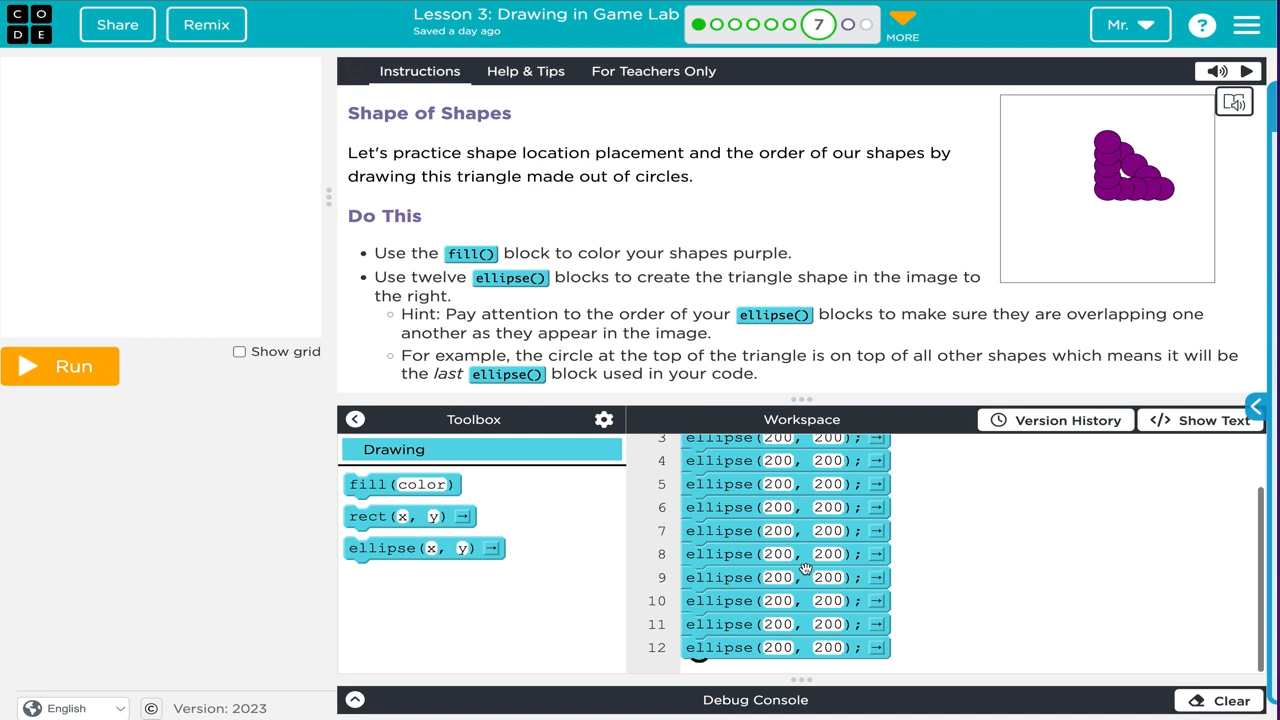 C O
D E
Share
Remix
Lesson 3: Drawing in Game Lab
Saved a day ago
7
MORE
Mr.
?
Instructions
Help & Tips
For Teachers Only
Shape of Shapes
Let's practice shape location placement and the order of our shapes by
drawing this triangle made out of circles.
Do This
• Use the fill() block to color your shapes purple.
• Use twelve ellipse() blocks to create the triangle shape in the image to
the right.
○ Hint: Pay attention to the order of your ellipse() blocks to make sure they are overlapping one
another as they appear in the image.
○ For example, the circle at the top of the triangle is on top of all other shapes which means it will be
the last ellipse() block used in your code.
Show grid
Run
Toolbox
Workspace
Version History
</> Show Text
Drawing
fill(color)
rect(x, y)
ellipse(x, y)
3 ellipse(200, 200);
4 ellipse(200, 200);
5 ellipse(200, 200);
6 ellipse(200, 200);
7 ellipse(200, 200);
8 ellipse(200, 200);
9 ellipse(200, 200);
10 ellipse(200, 200);
11 ellipse(200, 200);
12 ellipse(200, 200);
English
©
Version: 2023
Debug Console
Clear